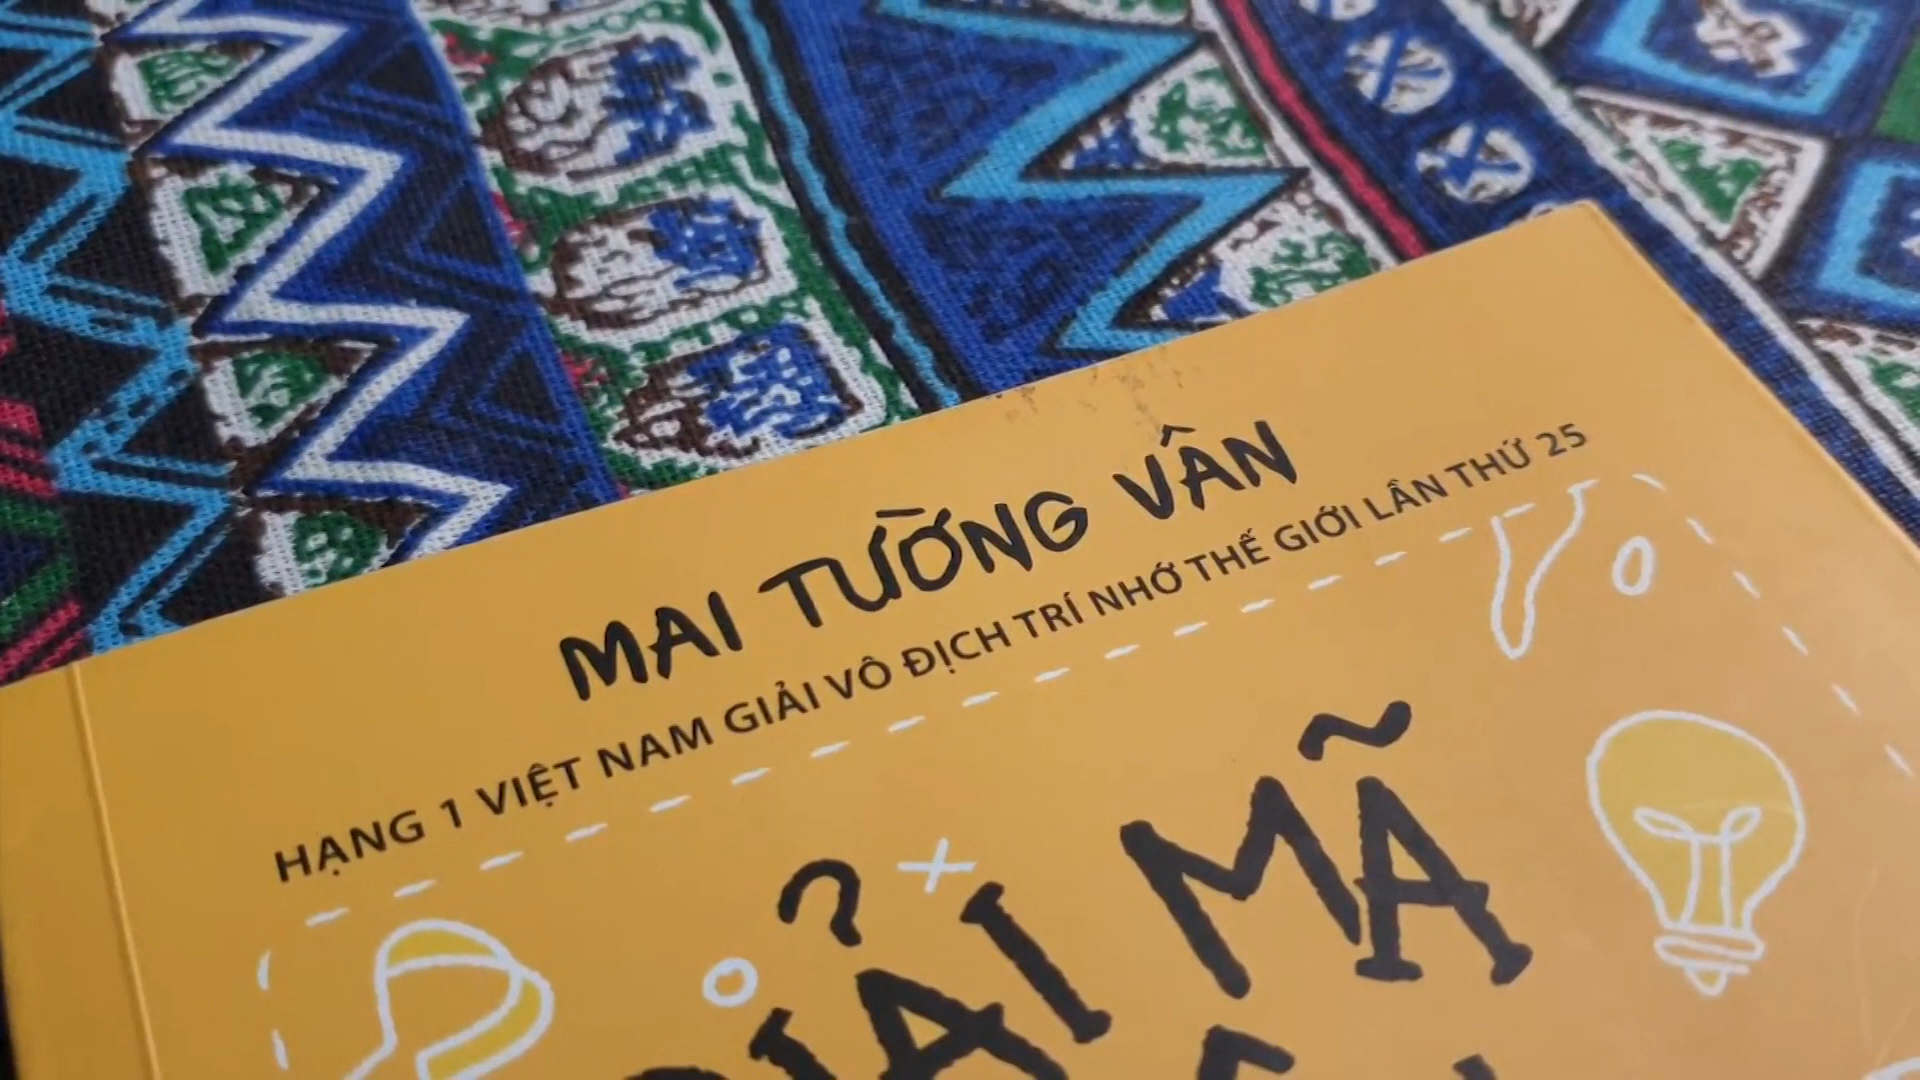 MAI TƯỜNG VÂN
HẠNG 1 VIỆT NAM GIẢI VÔ ĐỊCH TRÍ NHỚ THẾ GIỚI LẦN THỨ 25
GIẢI MÃ